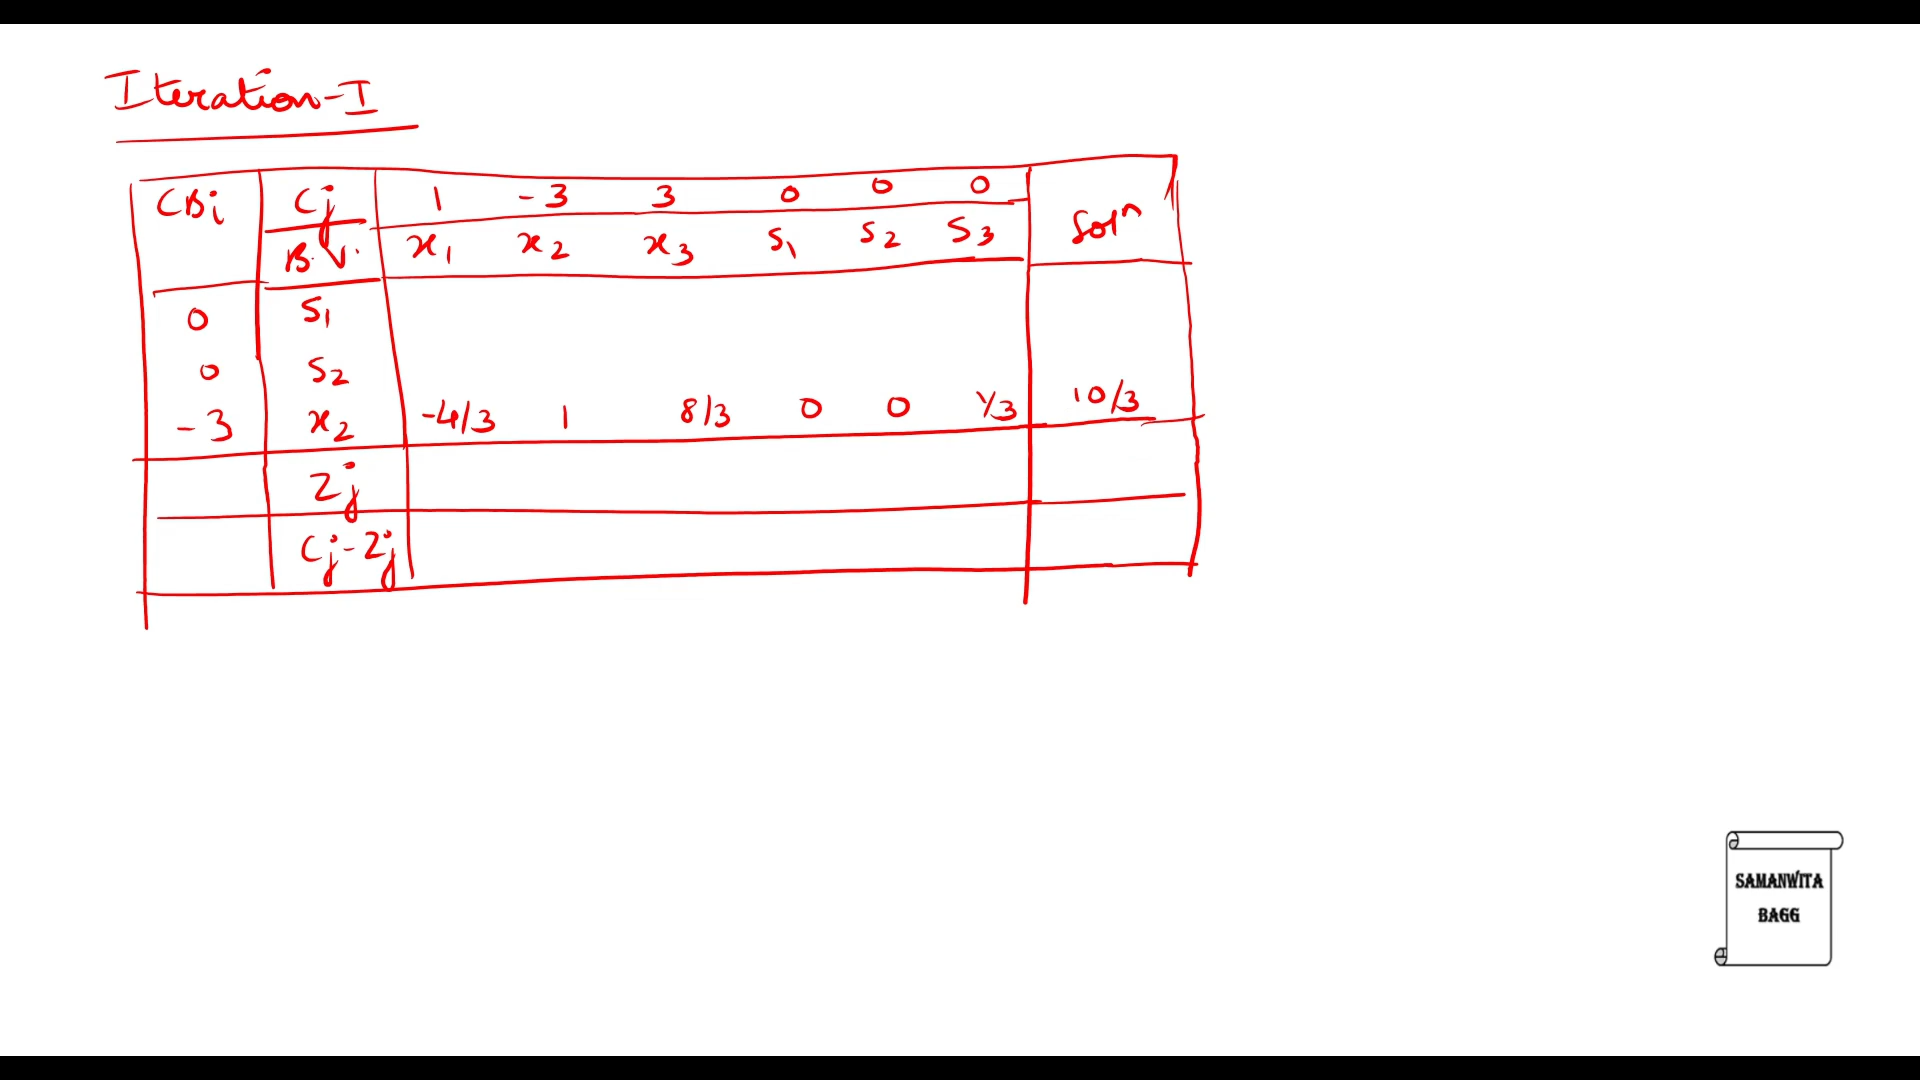 Iteration-I
CBi Cj 1 -3 3 0 0 0 Solⁿ
B.V. x₁ x₂ x₃ S₁ S₂ S₃
0 S₁
0 S₂
-3 x₂ -4/3 1 8/3 0 0 1/3 10/3
Zj
Cj-Zj
SAMANWITA
BAGG